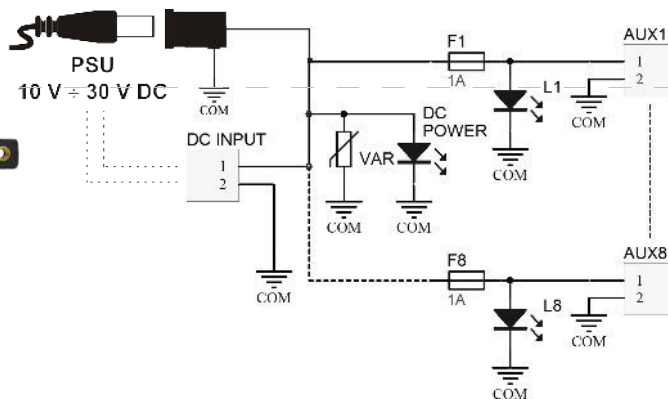 PSU
10 V ÷ 30 V DC
COM
DC INPUT
1
2
COM
VAR
COM
DC
POWER
COM
F1
1A
L1
COM
AUX1
1
2
COM
F8
1A
L8
COM
AUX8
1
2
COM